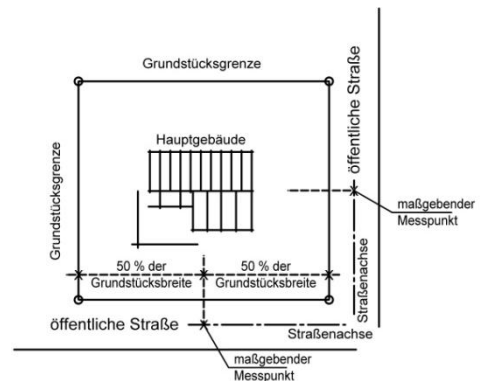 Grundstücksgrenze
öffentliche Straße
Hauptgebäude
Grundstücksgrenze
maßgebender
Messpunkt
50 % der
Grundstücksbreite
50 % der
Grundstücksbreite
Straßenachse
öffentliche Straße
Straßenachse
maßgebender
Messpunkt